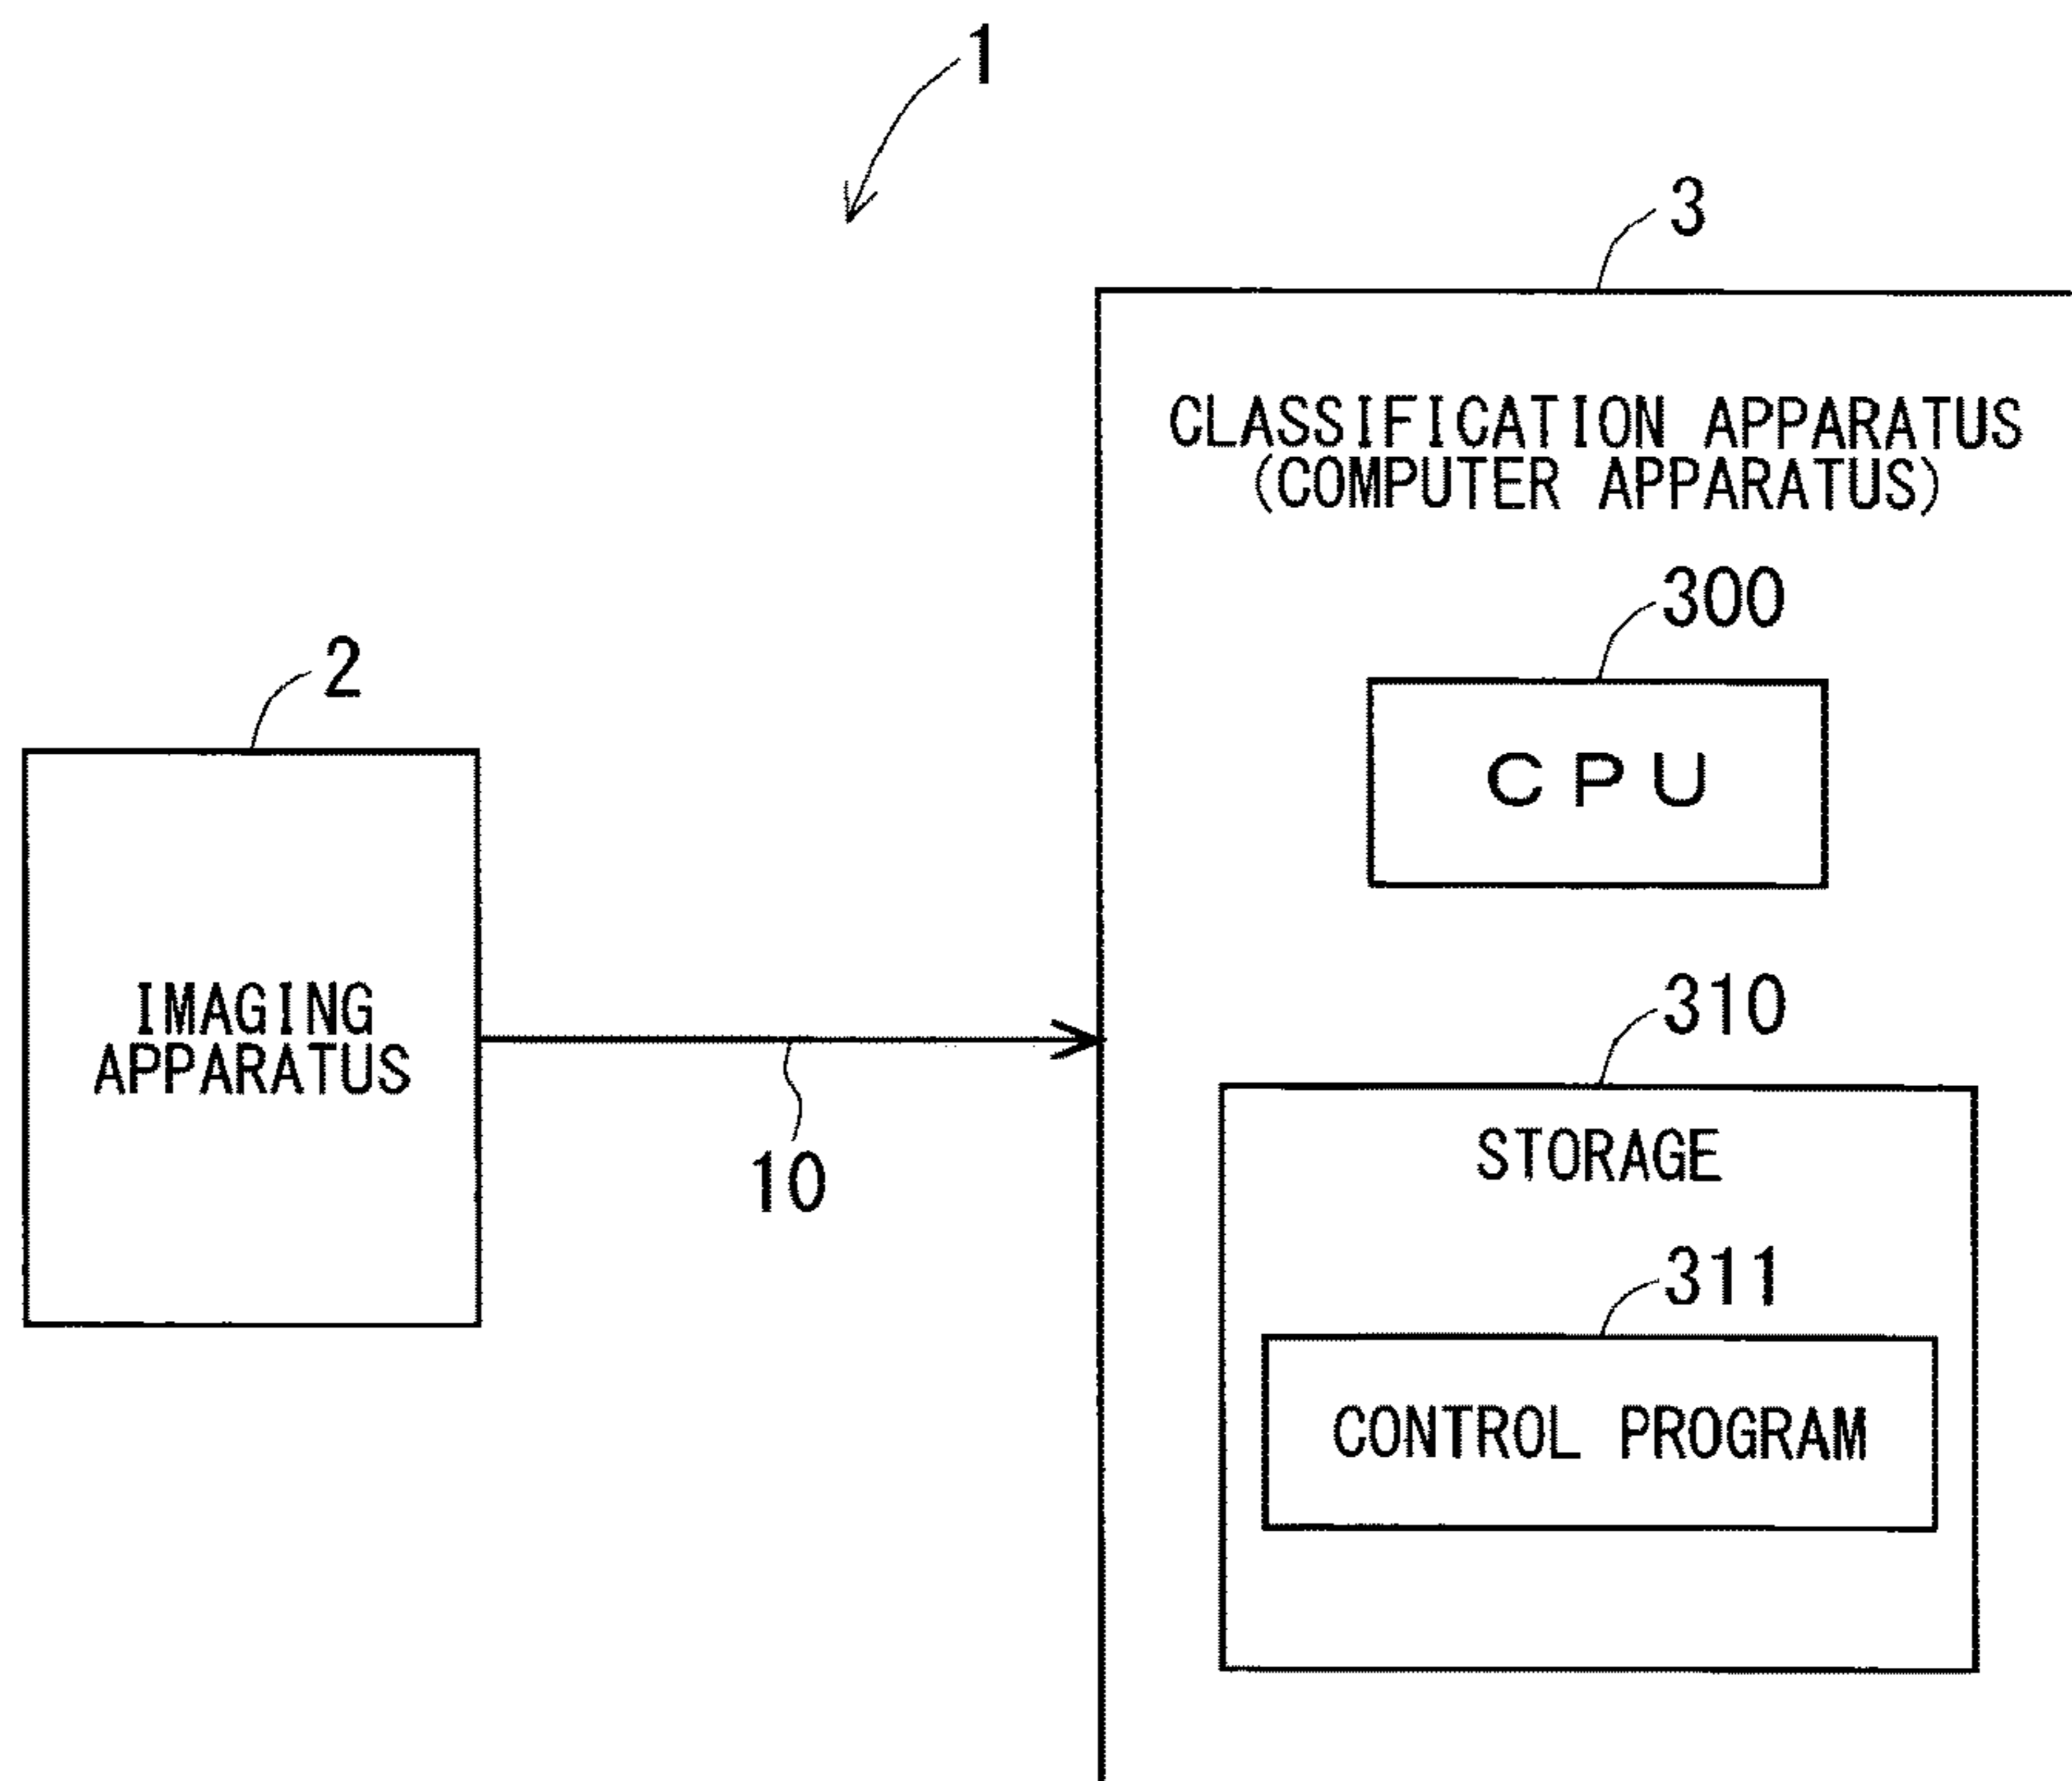 1
3
CLASSIFICATION APPARATUS
(COMPUTER APPARATUS)
300
CPU
2
IMAGING
APPARATUS
10
310
STORAGE
311
CONTROL PROGRAM